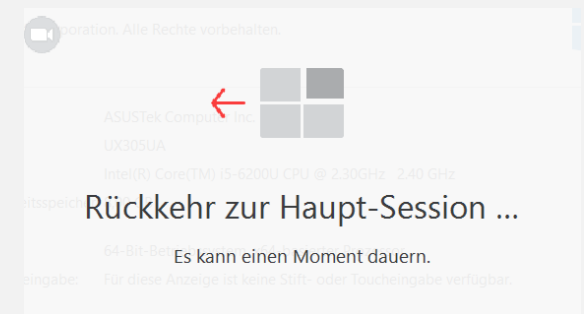 poration. Alle Rechte vorbehalten.
ASUSTek Computer Inc.
UX305UA
Intel(R) Core(TM) i5-6200U CPU @ 2.30GHz 2.40 GHz
eitsspeiche
Rückkehr zur Haupt-Session ...
64-Bit-Betriebssystem, x64-basierter Prozessor
Es kann einen Moment dauern.
eingabe: Für diese Anzeige ist keine Stift- oder Toucheingabe verfügbar.